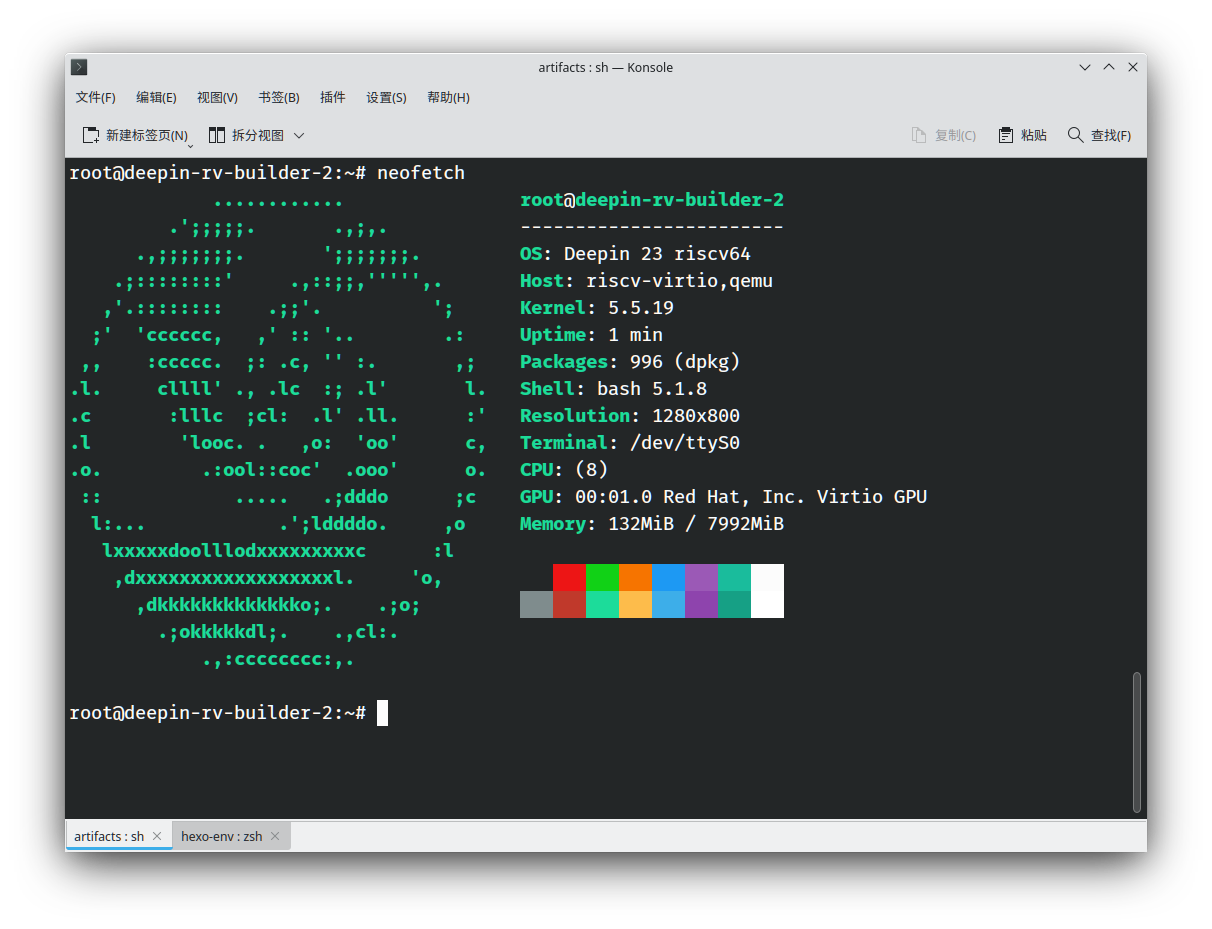 artifacts : sh — Konsole
文件(F) 编辑(E) 视图(V) 书签(B) 插件 设置(S) 帮助(H)
新建标签页(N) 拆分视图 复制(C) 粘贴 查找(F)
root@deepin-rv-builder-2:~# neofetch
             ............                root@deepin-rv-builder-2
         .';;;;;.       .,;,.            ------------------------
      .,;;;;;;;.       ';;;;;;;.         OS: Deepin 23 riscv64
    .;::::::::'     .,::;;,''''',.       Host: riscv-virtio,qemu
   ,'.::::::::    .;;'.          ';      Kernel: 5.5.19
  ;'  'cccccc,   ,' :: '..        .:     Uptime: 1 min
 ,,    :ccccc.  ;: .c, '' :.       ,;    Packages: 996 (dpkg)
.l.     cllll' ., .lc  :; .l'       l.   Shell: bash 5.1.8
.c       :lllc  ;cl:  .l' .ll.      :'   Resolution: 1280x800
.l        'looc. .   ,o:  'oo'      c,   Terminal: /dev/ttyS0
.o.         .:ool::coc'  .ooo'      o.   CPU: (8)
 ::            .....   .;dddo      ;c    GPU: 00:01.0 Red Hat, Inc. Virtio GPU
  l:...            .';lddddo.     ,o     Memory: 132MiB / 7992MiB
   lxxxxxdoolllodxxxxxxxxxc      :l
    ,dxxxxxxxxxxxxxxxxxxl.     'o,
      ,dkkkkkkkkkkkkko;.    .;o;
        .;okkkkkdl;.    .,cl:.
            .,:cccccccc:,.
root@deepin-rv-builder-2:~#
artifacts : sh hexo-env : zsh